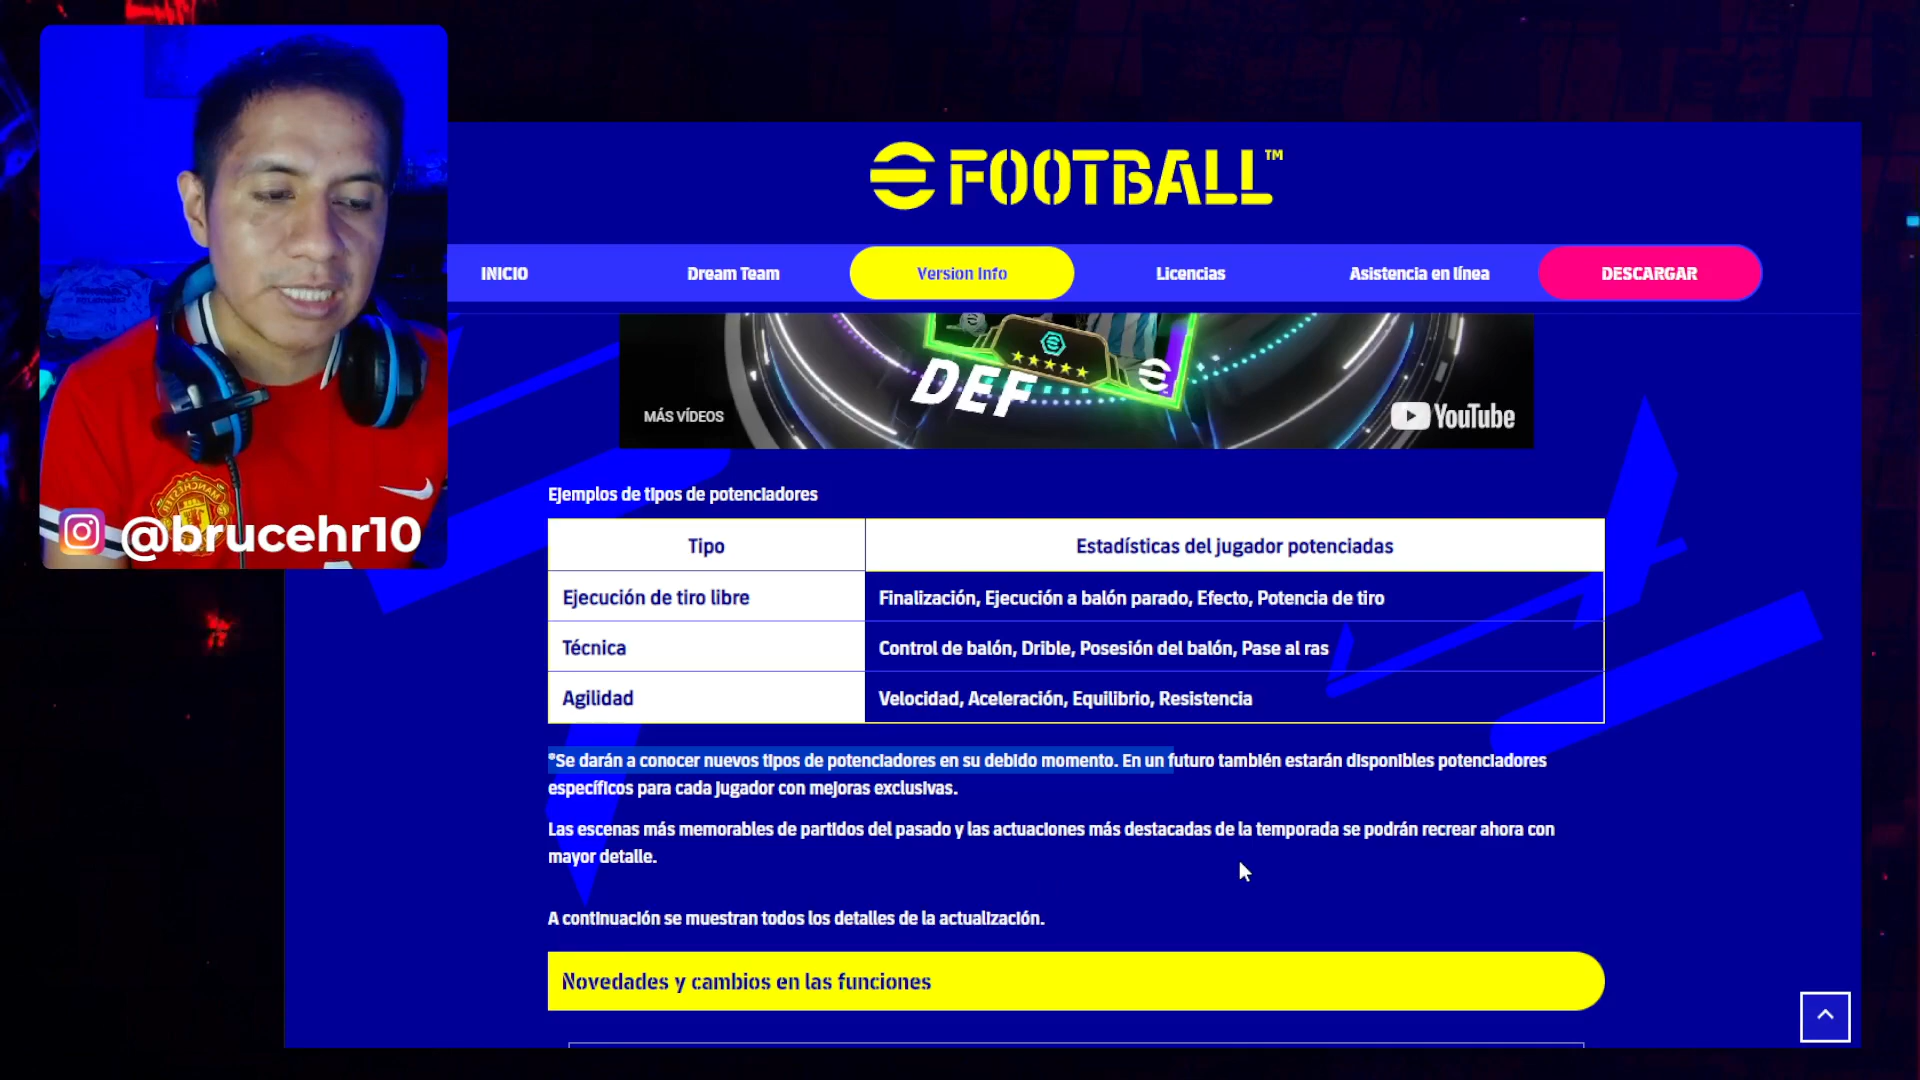 FOOTBALL™
INICIO
Dream Team
Version Info
Licencias
Asistencia en línea
DESCARGAR
DEF
MÁS VÍDEOS
YouTube
MANCHESTER
@brucehr10
Ejemplos de tipos de potenciadores
Tipo
Estadísticas del jugador potenciadas
Ejecución de tiro libre
Finalización, Ejecución a balón parado, Efecto, Potencia de tiro
Técnica
Control de balón, Drible, Posesión del balón, Pase al ras
Agilidad
Velocidad, Aceleración, Equilibrio, Resistencia
*Se darán a conocer nuevos tipos de potenciadores en su debido momento. En un futuro también estarán disponibles potenciadores
específicos para cada jugador con mejoras exclusivas.
Las escenas más memorables de partidos del pasado y las actuaciones más destacadas de la temporada se podrán recrear ahora con
mayor detalle.
A continuación se muestran todos los detalles de la actualización.
Novedades y cambios en las funciones